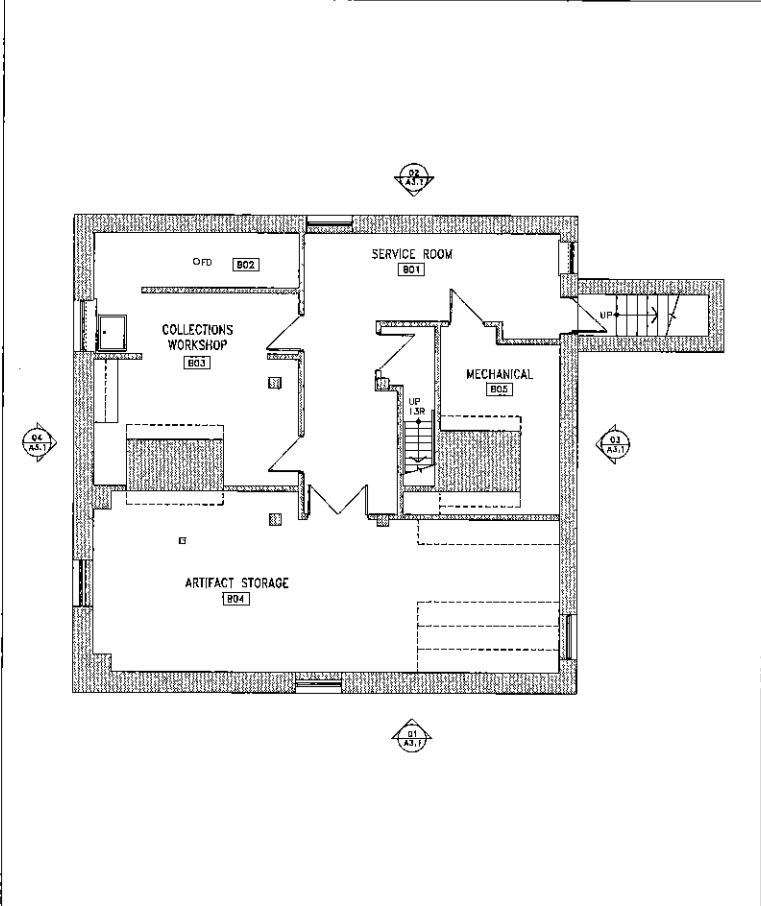 02
A3.1
SERVICE ROOM
B01
FD
B02
UP
COLLECTIONS
WORKSHOP
B03
MECHANICAL
B05
UP
13R
04
A3.1
03
A3.1
ARTIFACT STORAGE
B04
01
A3.1